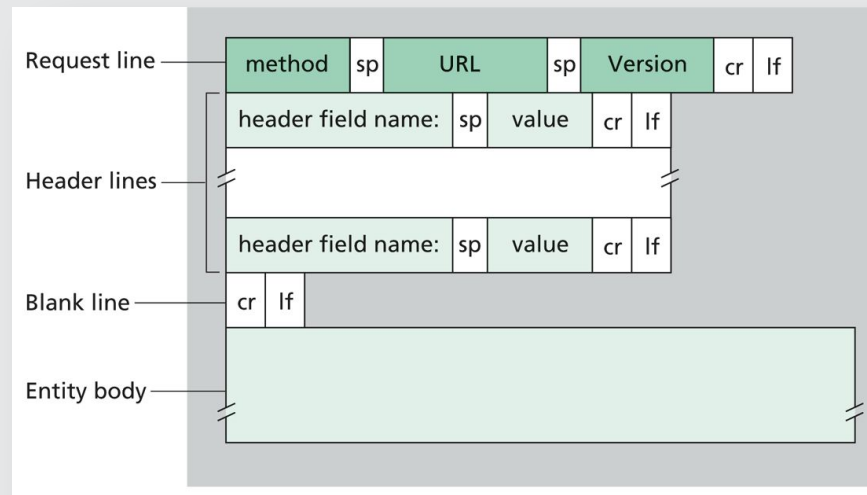 Request line
method sp URL sp Version cr lf
header field name: sp value cr lf
Header lines
header field name: sp value cr lf
Blank line
cr lf
Entity body